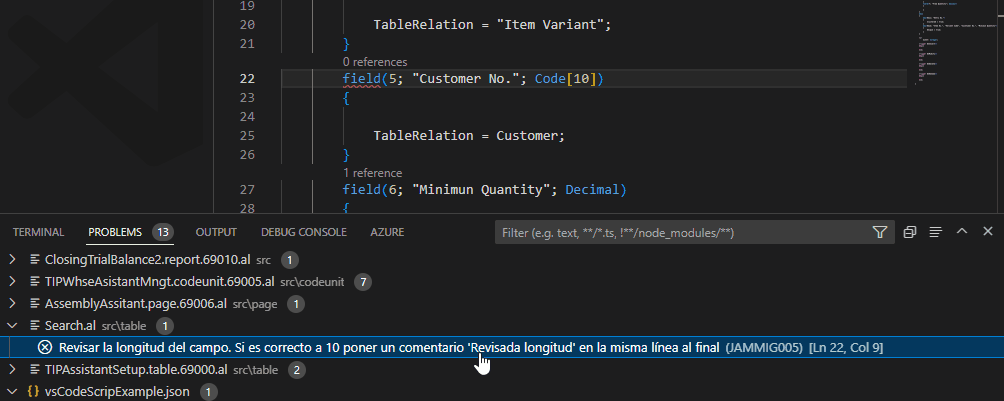 19
20 TableRelation = "Item Variant";
21 }
0 references
22 field(5; "Customer No."; Code[10])
23 {
24
25 TableRelation = Customer;
26 }
1 reference
27 field(6; "Minimun Quantity"; Decimal)
28 {
TERMINAL PROBLEMS 13 OUTPUT DEBUG CONSOLE AZURE Filter (e.g. text, **/*.ts, !**/node_modules/**)
ClosingTrialBalance2.report.69010.al src 1
TIPWhseAsistantMngt.codeunit.69005.al src\codeunit 7
AssemblyAssitant.page.69006.al src\page 1
Search.al src\table 1
Revisar la longitud del campo. Si es correcto a 10 poner un comentario 'Revisada longitud' en la misma línea al final (JAMMIG005) [Ln 22, Col 9]
TIPAssistantSetup.table.69000.al src\table 2
{} vsCodeScripExample.json 1